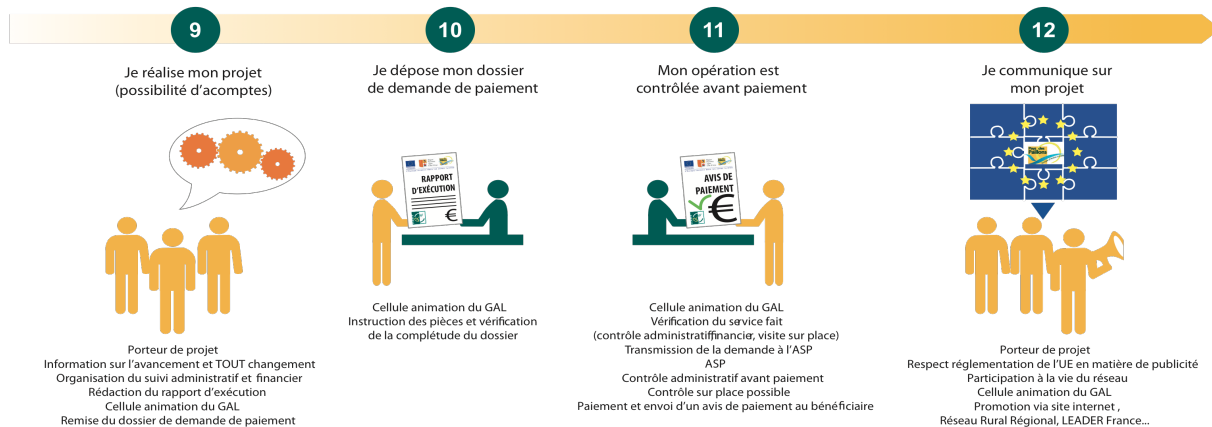 9
Je réalise mon projet
(possibilité d'acomptes)
Porteur de projet
Information sur l'avancement et TOUT changement
Organisation du suivi administratif et financier
Rédaction du rapport d'exécution
Cellule animation du GAL
Remise du dossier de demande de paiement
10
Je dépose mon dossier
de demande de paiement
RAPPORT
D'EXÉCUTION
€
Cellule animation du GAL
Instruction des pièces et vérification
de la complétude du dossier
11
Mon opération est
contrôlée avant paiement
AVIS DE
PAIEMENT
€
Cellule animation du GAL
Vérification du service fait
(contrôle administratiffinancier, visite sur place)
Transmission de la demande à l'ASP
ASP
Contrôle administratif avant paiement
Contrôle sur place possible
Paiement et envoi d'un avis de paiement au bénéficiaire
12
Je communique sur
mon projet
Pays des
Paillons
Porteur de projet
Respect réglementation de l'UE en matière de publicité
Participation à la vie du réseau
Cellule animation du GAL
Promotion via site internet ,
Réseau Rural Régional, LEADER France...